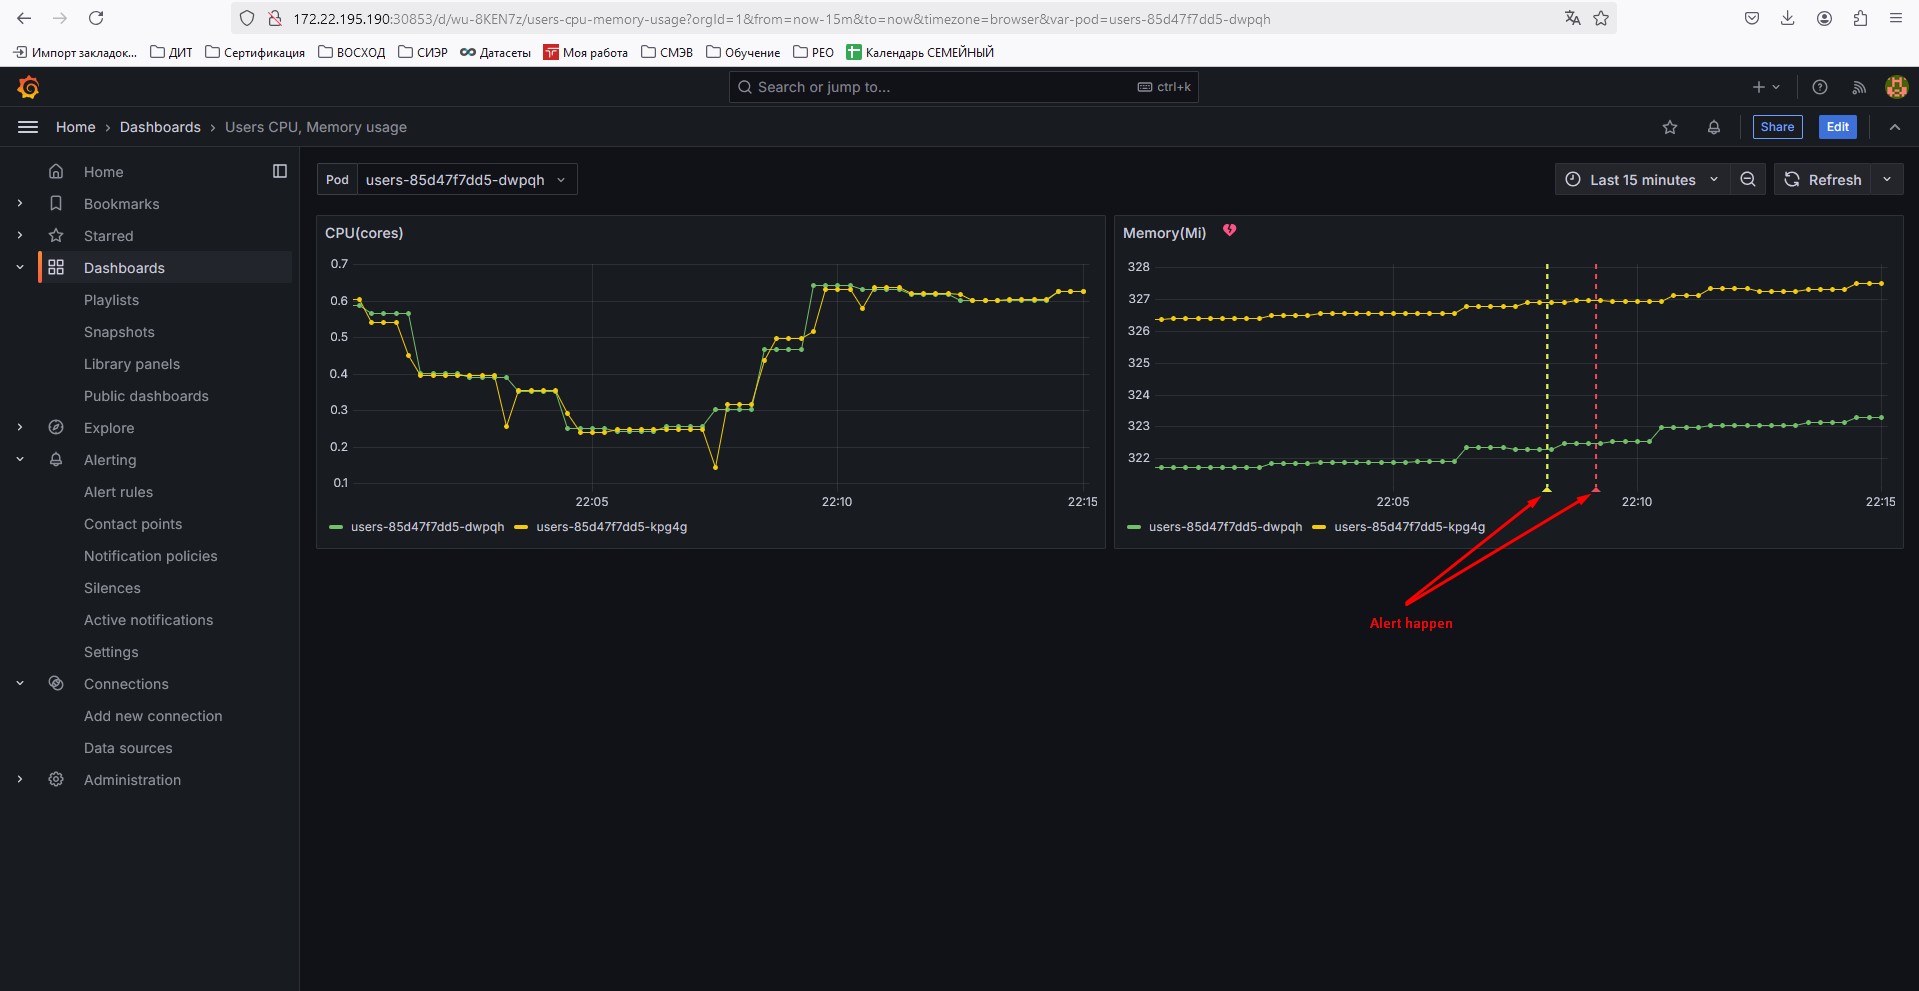 172.22.195.190:30853/d/wu-8KEN7z/users-cpu-memory-usage?orgId=1&from=now-15m&to=now&timezone=browser&var-pod=users-85d47f7dd5-dwpqh
Импорт закладок... ДИТ Сертификация ВОСХОД СИЭР Датасеты Моя работа СМЭВ Обучение РЕО Календарь СЕМЕЙНЫЙ
Search or jump to... ctrl+k
Home › Dashboards › Users CPU, Memory usage Share Edit
Home
Bookmarks
Starred
Dashboards
Playlists
Snapshots
Library panels
Public dashboards
Explore
Alerting
Alert rules
Contact points
Notification policies
Silences
Active notifications
Settings
Connections
Add new connection
Data sources
Administration
Pod users-85d47f7dd5-dwpqh Last 15 minutes Refresh
CPU(cores)
0.7
0.6
0.5
0.4
0.3
0.2
0.1
22:05 22:10 22:15
users-85d47f7dd5-dwpqh users-85d47f7dd5-kpg4g
Memory(Mi)
328
327
326
325
324
323
322
22:05 22:10 22:15
users-85d47f7dd5-dwpqh users-85d47f7dd5-kpg4g
Alert happen